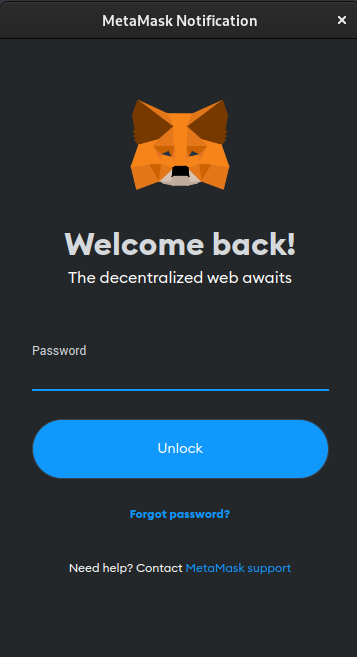 MetaMask Notification
Welcome back!
The decentralized web awaits
Password
Unlock
Forgot password?
Need help? Contact MetaMask support